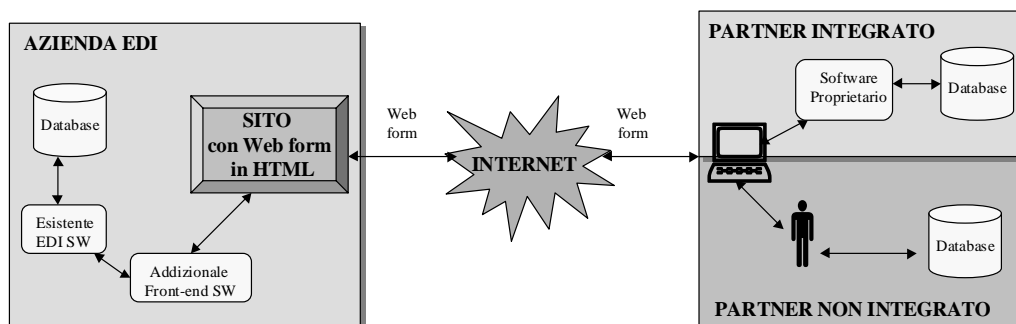 AZIENDA EDI
Database
SITO
con Web form
in HTML
Esistente
EDI SW
Addizionale
Front-end SW
Web
form
INTERNET
Web
form
PARTNER INTEGRATO
Software
Proprietario
Database
Database
PARTNER NON INTEGRATO